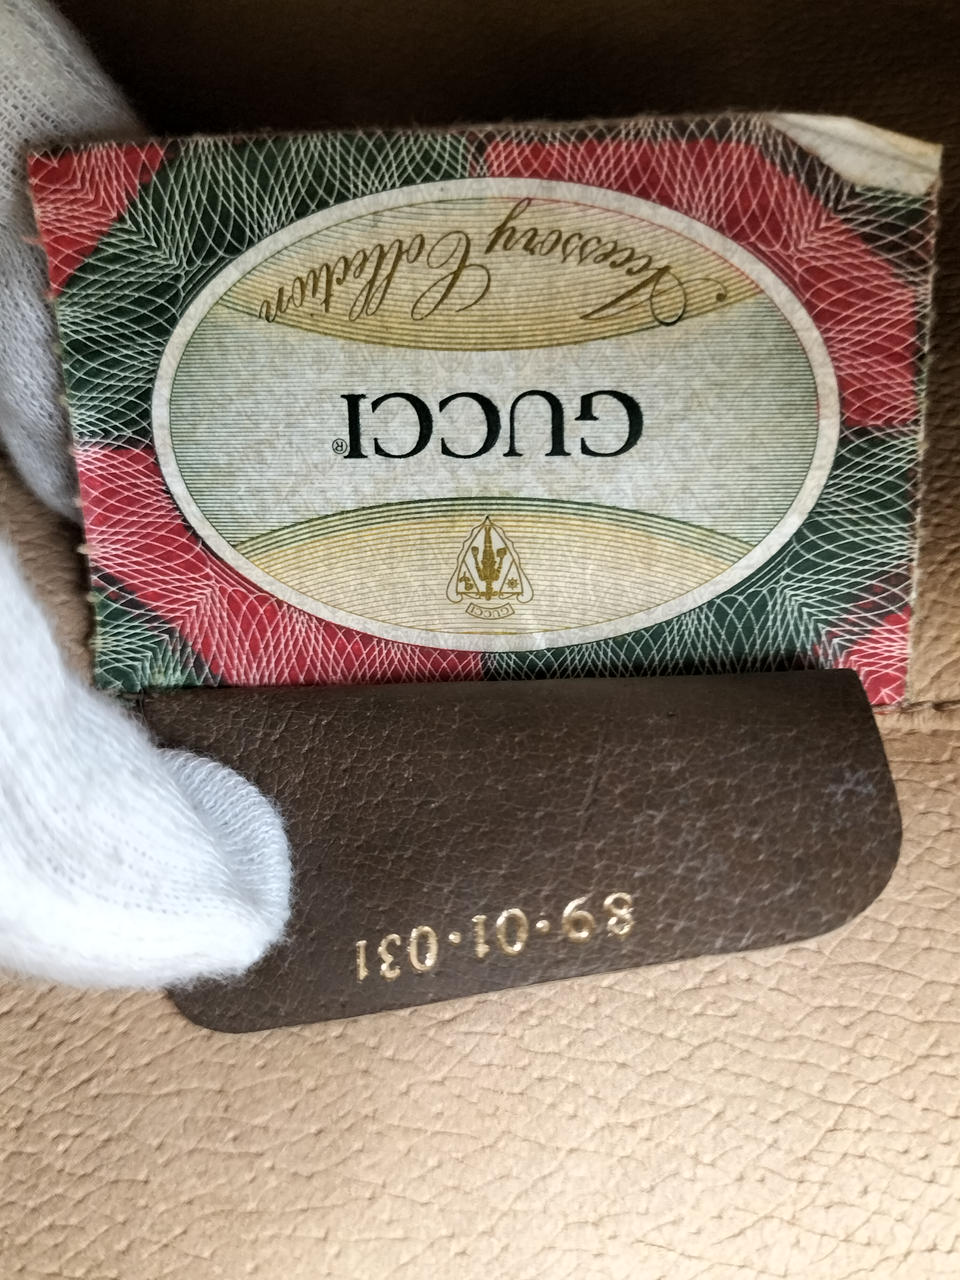 89·01·031
GUCCI
GUCCI®
Accessory Collection